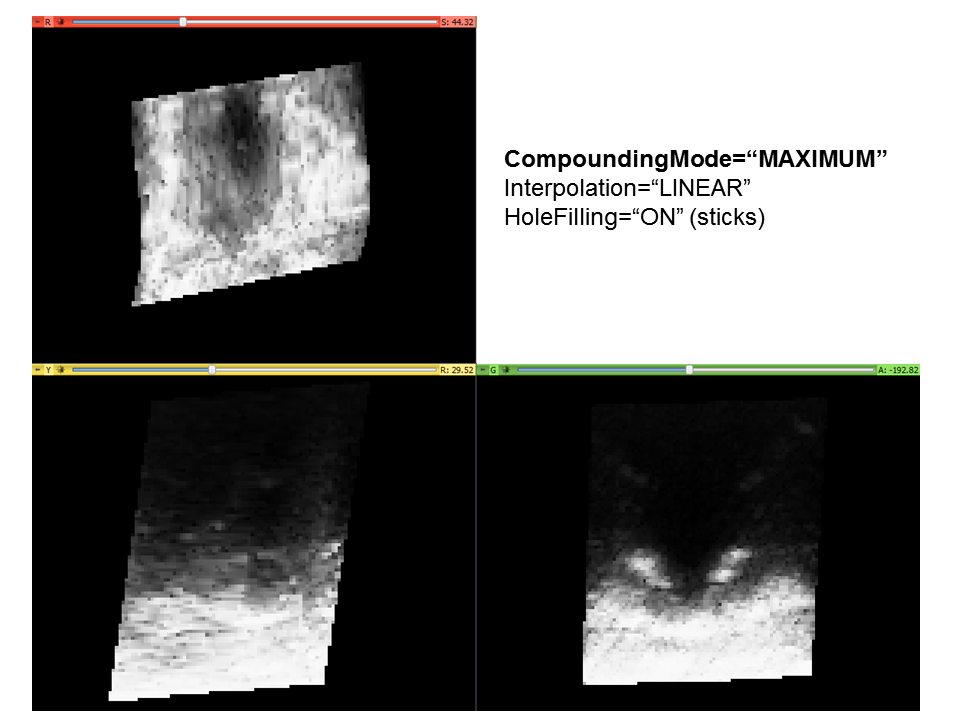 R
S: 44.32
CompoundingMode=“MAXIMUM”
Interpolation=“LINEAR”
HoleFilling=“ON” (sticks)
Y
R: 29.52
G
A: -192.82